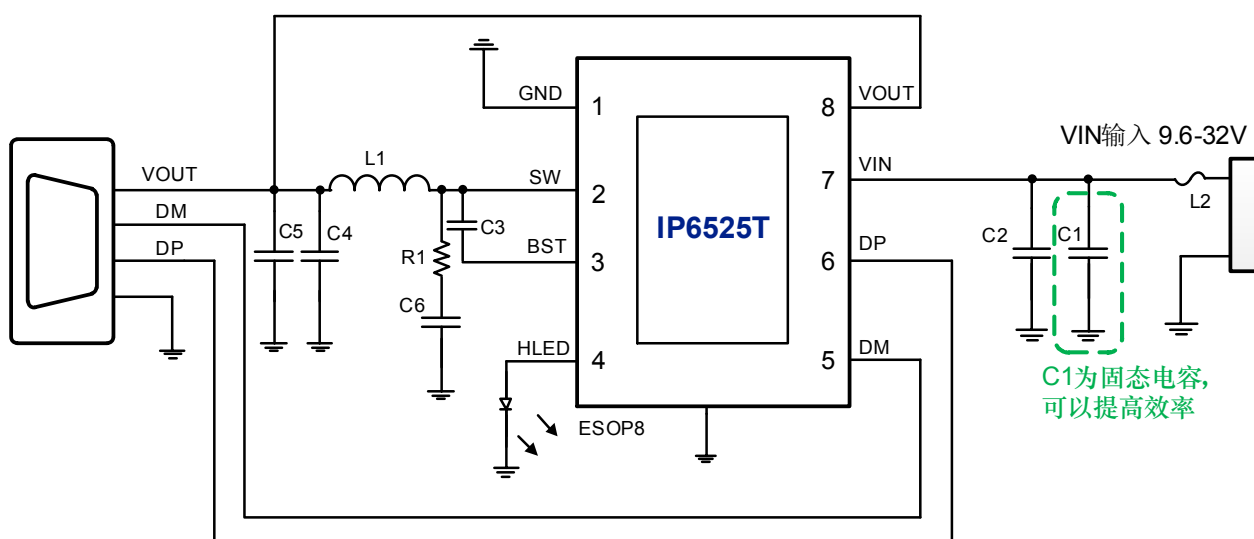 GND
1
8
VOUT
VIN输入 9.6-32V
VOUT
L1
SW
2
7
VIN
L2
DM
C5
C4
C3
IP6525T
C2
C1
DP
R1
BST
3
6
DP
C6
HLED
4
5
DM
C1为固态电容,
可以提高效率
ESOP8